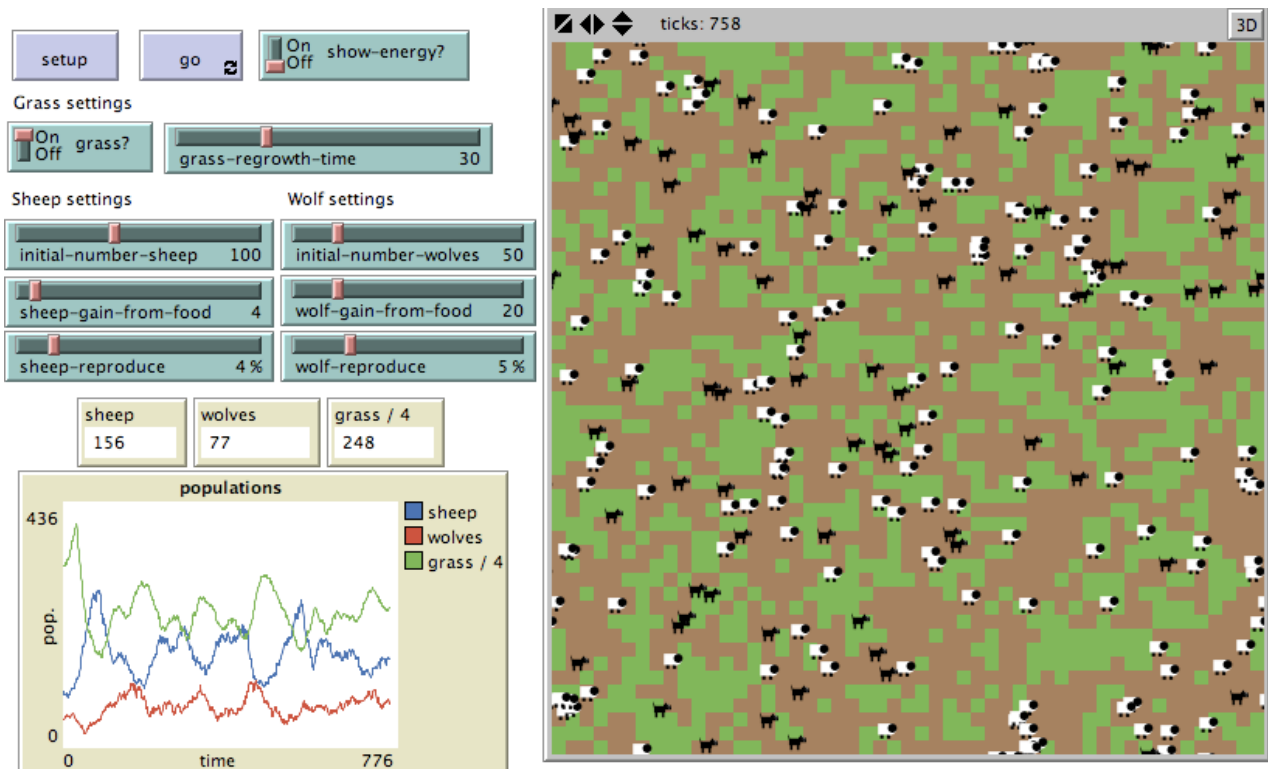 ticks: 758
3D
setup
go
On
Off
show-energy?
Grass settings
On
Off
grass?
grass-regrowth-time 30
Sheep settings
Wolf settings
initial-number-sheep 100
initial-number-wolves 50
sheep-gain-from-food 4
wolf-gain-from-food 20
sheep-reproduce 4 %
wolf-reproduce 5 %
sheep
156
wolves
77
grass / 4
248
populations
436
pop.
0
0
time
776
sheep
wolves
grass / 4